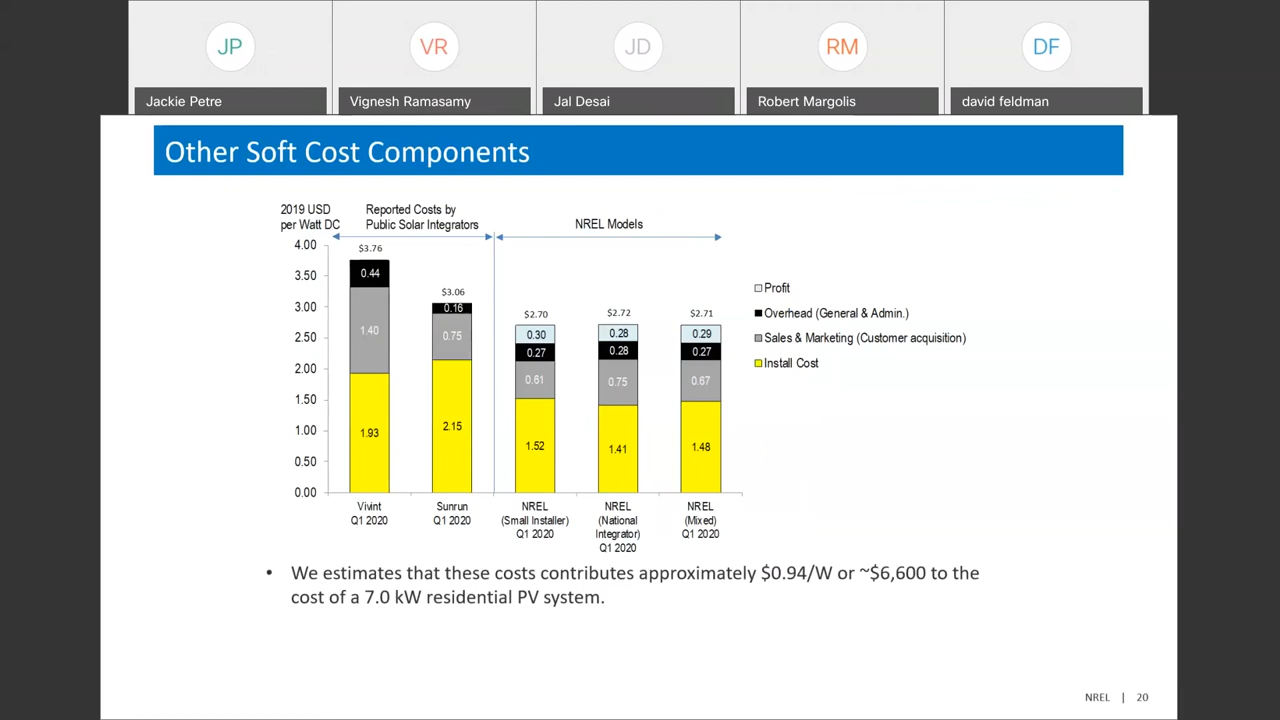 JP
VR
JD
RM
DF
Jackie Petre
Vignesh Ramasamy
Jal Desai
Robert Margolis
david feldman
Other Soft Cost Components
2019 USD
per Watt DC
Reported Costs by
Public Solar Integrators
NREL Models
4.00
3.50
3.00
2.50
2.00
1.50
1.00
0.50
0.00
$3.76
0.44
1.40
1.93
$3.06
0.16
0.75
2.15
$2.70
0.30
0.27
0.61
1.52
$2.72
0.28
0.28
0.75
1.41
$2.71
0.29
0.27
0.67
1.48
Vivint
Q1 2020
Sunrun
Q1 2020
NREL
(Small Installer)
Q1 2020
NREL
(National
Integrator)
Q1 2020
NREL
(Mixed)
Q1 2020
Profit
Overhead (General & Admin.)
Sales & Marketing (Customer acquisition)
Install Cost
• We estimates that these costs contributes approximately $0.94/W or ~$6,600 to the
cost of a 7.0 kW residential PV system.
NREL | 20